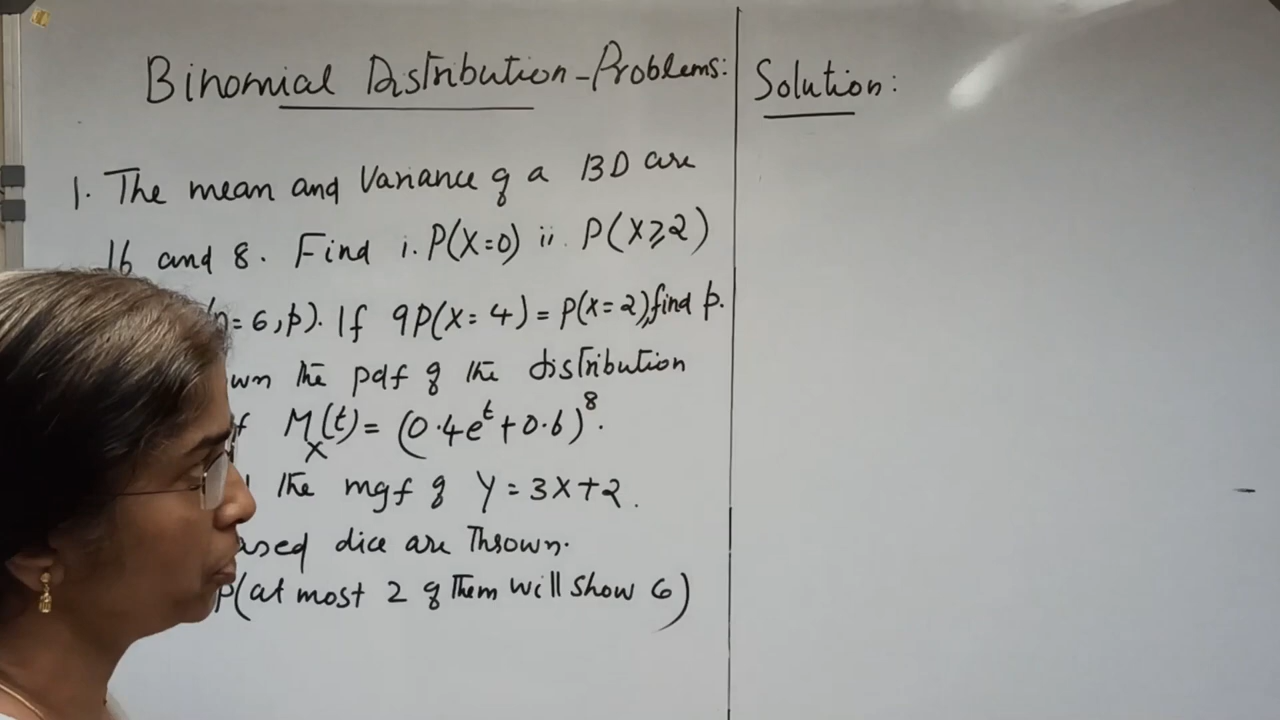 Binomial Distribution - Problems:
Solution:
1. The mean and Variance of a BD are
16 and 8. Find i. P(X=0) ii. P(X≥2)
n=6, p). If 9P(X=4) = P(X=2), find p.
the pdf of the distribution
M_X(t) = (0.4e^t + 0.6)^8.
the mgf of Y = 3X+2.
dice are Thrown.
P(at most 2 of Them will show 6)